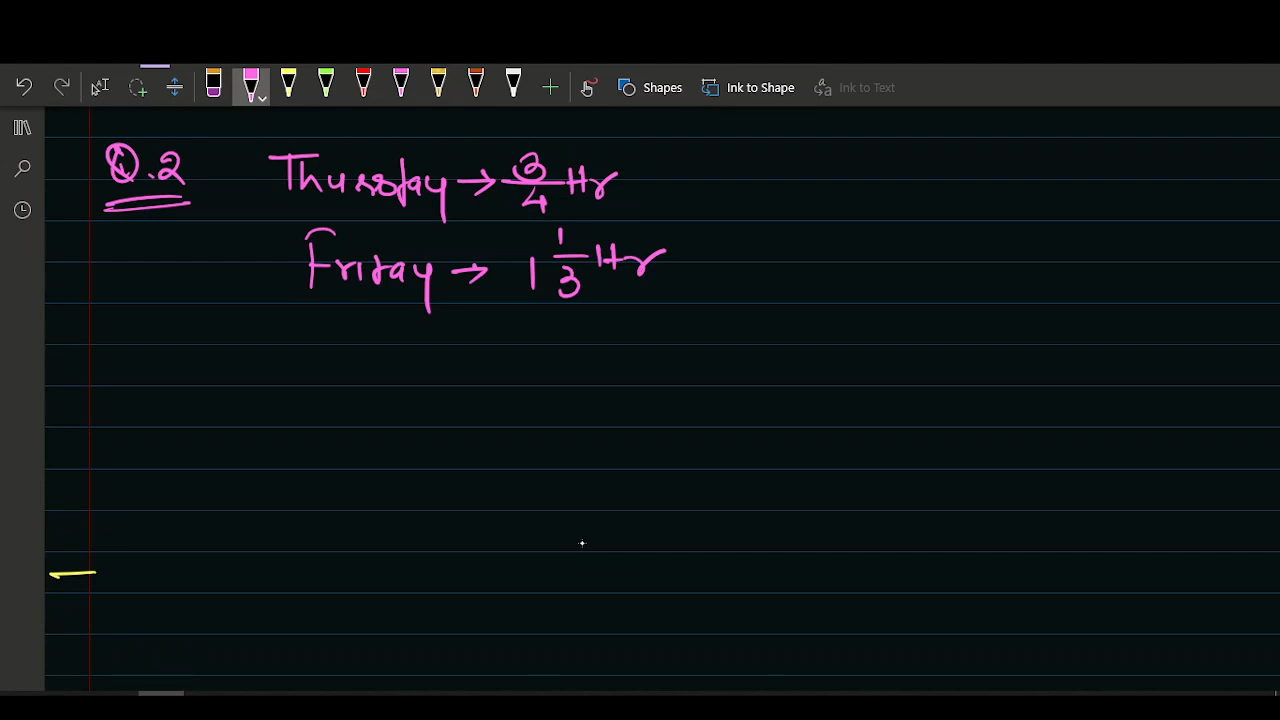 Shapes Ink to Shape Ink to Text
Q.2 Thursday → 3/4 Hr
Friday → 1 1/3 Hr